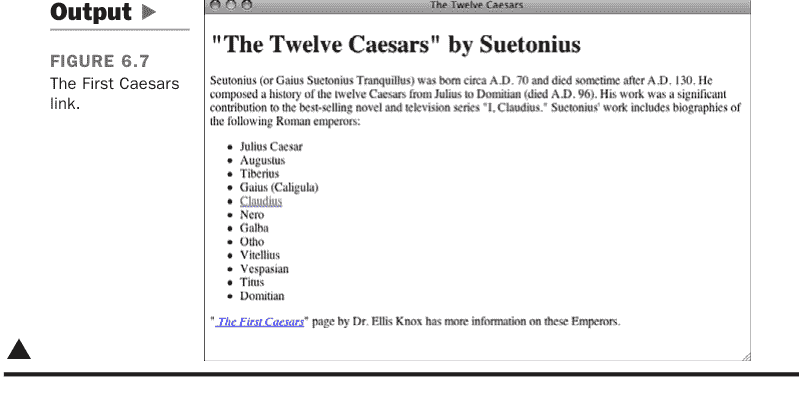 Output
FIGURE 6.7
The First Caesars
link.
The Twelve Caesars
"The Twelve Caesars" by Suetonius
Seutonius (or Gaius Suetonius Tranquillus) was born circa A.D. 70 and died sometime after A.D. 130. He
composed a history of the twelve Caesars from Julius to Domitian (died A.D. 96). His work was a significant
contribution to the best-selling novel and television series "I, Claudius." Suetonius' work includes biographies of
the following Roman emperors:
• Julius Caesar
• Augustus
• Tiberius
• Gaius (Caligula)
• Claudius
• Nero
• Galba
• Otho
• Vitellius
• Vespasian
• Titus
• Domitian
" The First Caesars" page by Dr. Ellis Knox has more information on these Emperors.